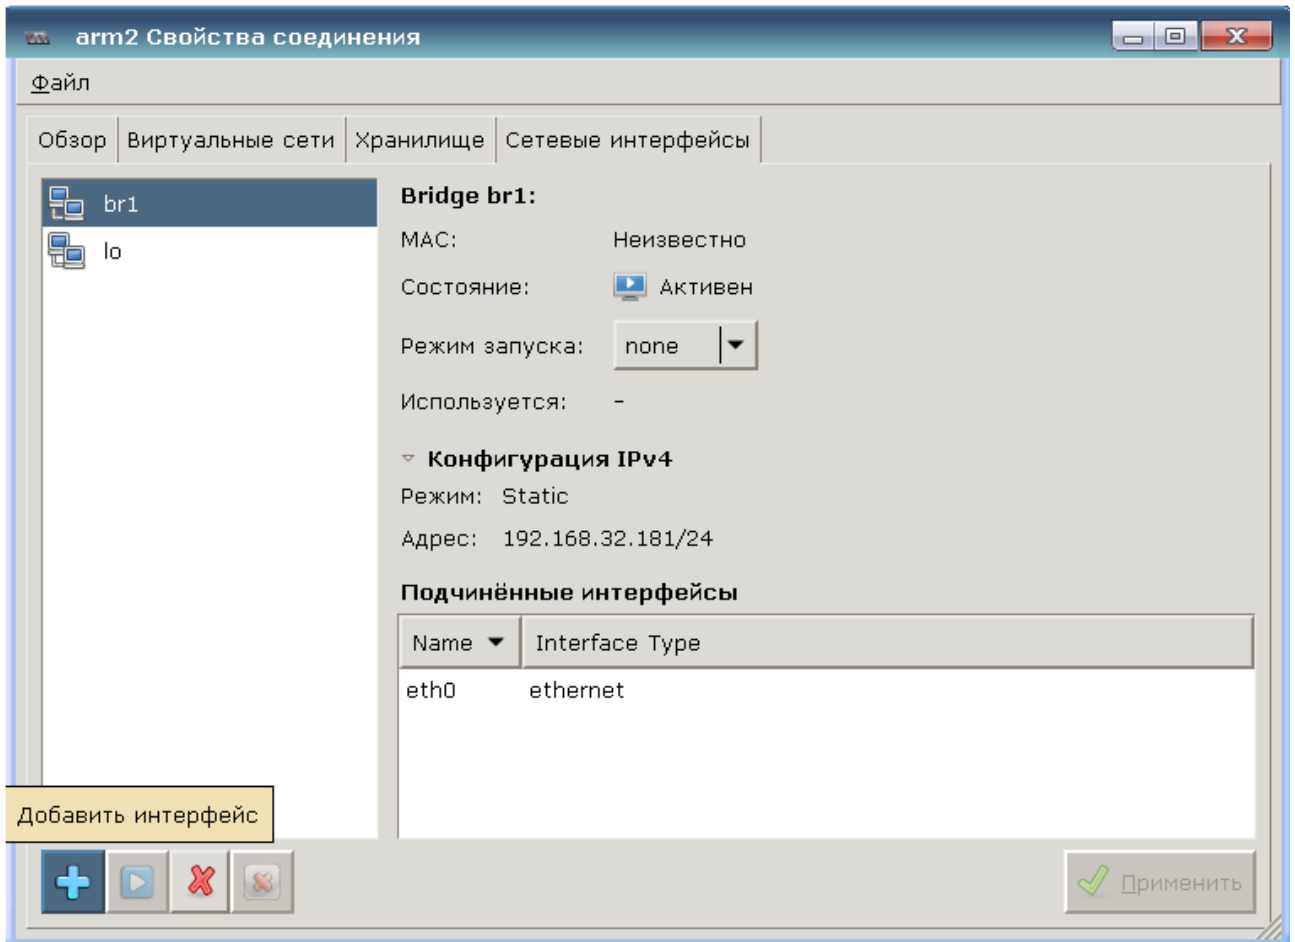 arm2 Свойства соединения
Файл
Обзор Виртуальные сети Хранилище Сетевые интерфейсы
br1
lo
Bridge br1:
MAC: Неизвестно
Состояние: Активен
Режим запуска: none
Используется: -
Конфигурация IPv4
Режим: Static
Адрес: 192.168.32.181/24
Подчинённые интерфейсы
Name Interface Type
eth0 ethernet
Добавить интерфейс
Применить